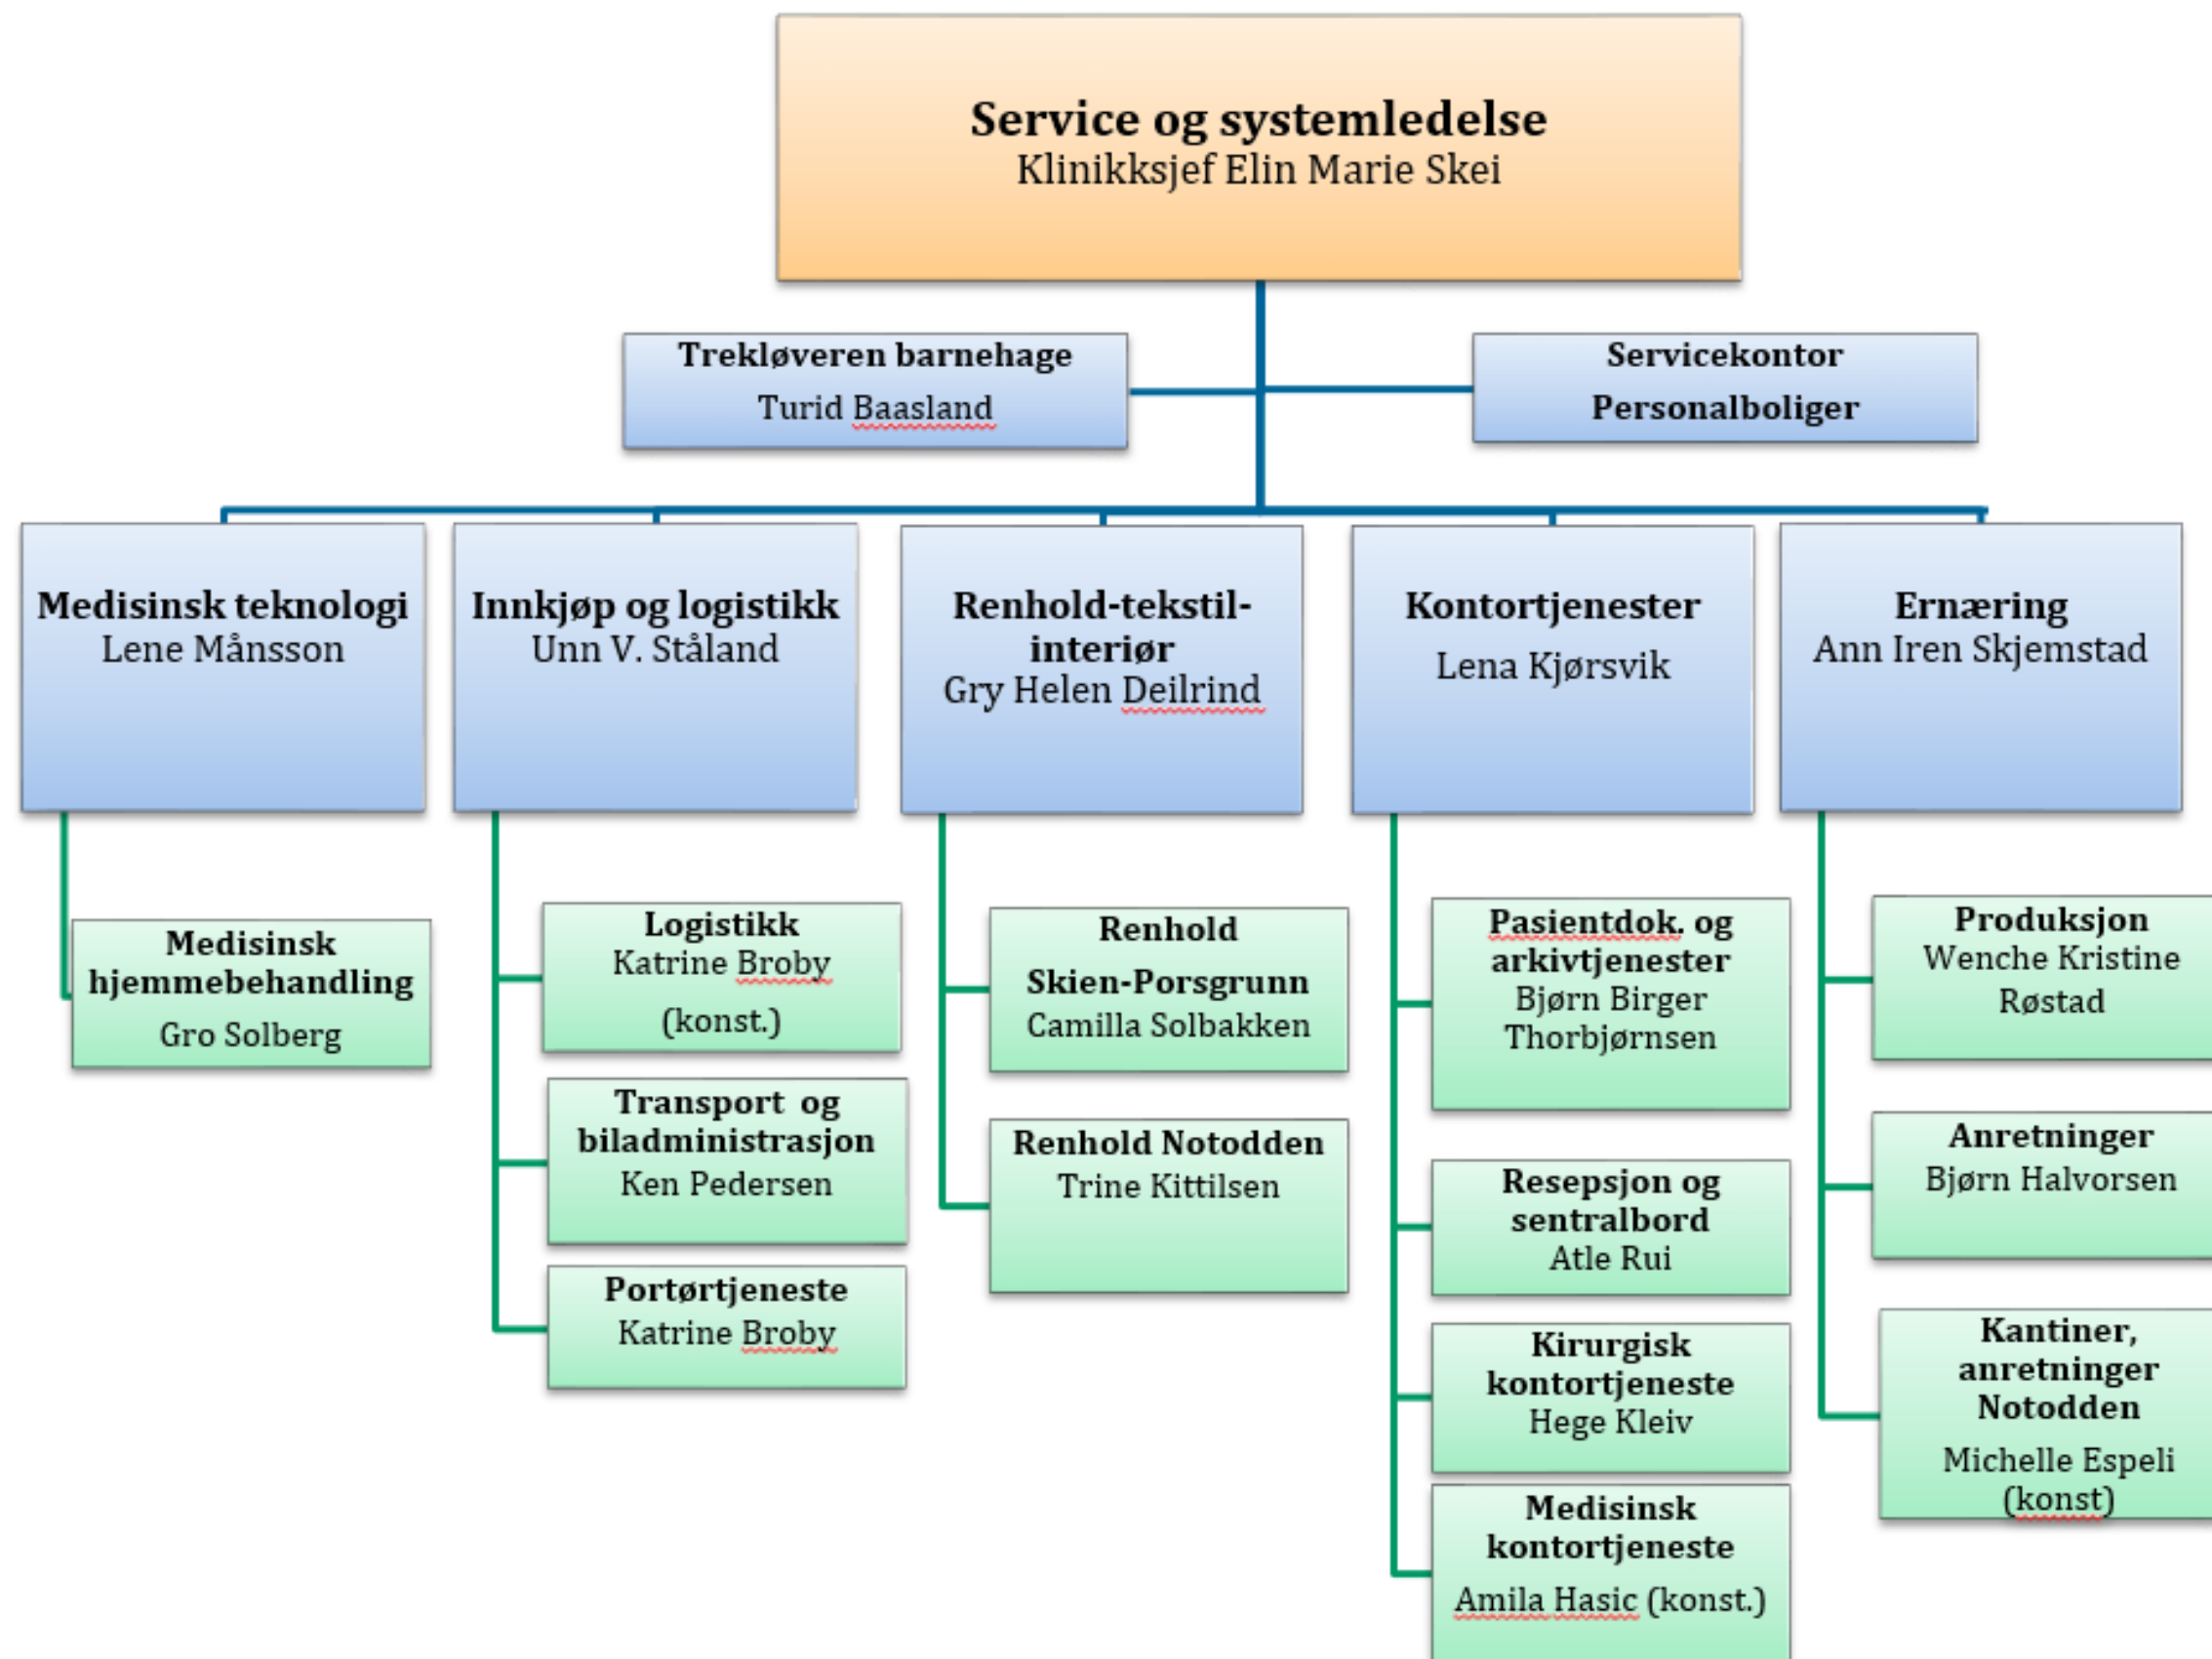 Service og systemledelse
Klinikksjef Elin Marie Skei
Trekløveren barnehage
Turid Baasland
Servicekontor
Personalboliger
Medisinsk teknologi
Lene Månsson
Innkjøp og logistikk
Unn V. Ståland
Renhold-tekstil-
interiør
Gry Helen Deilrind
Kontortjenester
Lena Kjørsvik
Ernæring
Ann Iren Skjemstad
Medisinsk
hjemmebehandling
Gro Solberg
Logistikk
Katrine Broby
(konst.)
Transport  og
biladministrasjon
Ken Pedersen
Portørtjeneste
Katrine Broby
Renhold
Skien-Porsgrunn
Camilla Solbakken
Renhold Notodden
Trine Kittilsen
Pasientdok. og
arkivtjenester
Bjørn Birger
Thorbjørnsen
Resepsjon og
sentralbord
Atle Rui
Kirurgisk
kontortjeneste
Hege Kleiv
Medisinsk
kontortjeneste
Amila Hasic (konst.)
Produksjon
Wenche Kristine
Røstad
Anretninger
Bjørn Halvorsen
Kantiner,
anretninger
Notodden
Michelle Espeli
(konst)